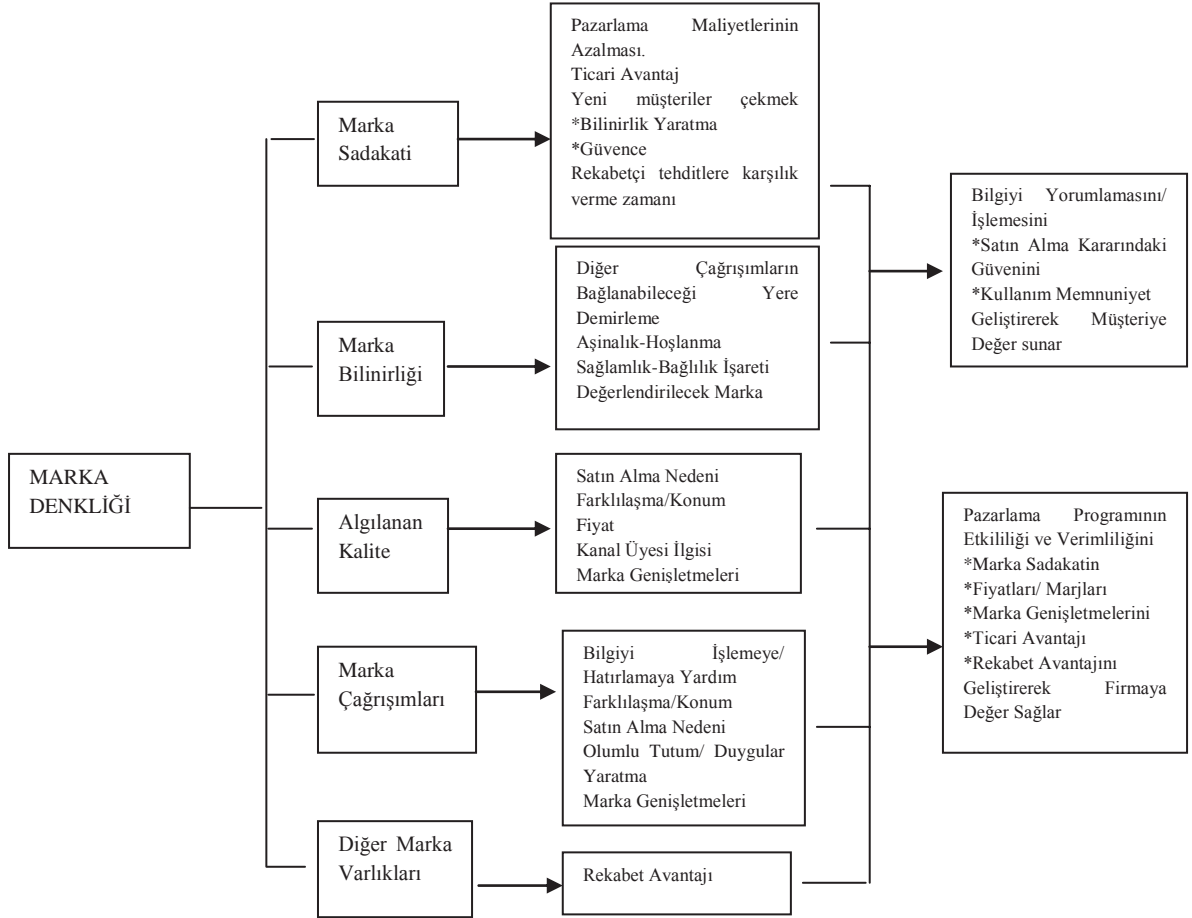 MARKA
DENKLİĞİ
Marka
Sadakati
Pazarlama Maliyetlerinin
Azalması.
Ticari Avantaj
Yeni müşteriler çekmek
*Bilinirlik Yaratma
*Güvence
Rekabetçi tehditlere karşılık
verme zamanı
Marka
Bilinirliği
Diğer Çağrışımların
Bağlanabileceği Yere
Demirleme
Aşinalık-Hoşlanma
Sağlamlık-Bağlılık İşareti
Değerlendirilecek Marka
Algılanan
Kalite
Satın Alma Nedeni
Farklılaşma/Konum
Fiyat
Kanal Üyesi İlgisi
Marka Genişletmeleri
Marka
Çağrışımları
Bilgiyi İşlemeye/
Hatırlamaya Yardım
Farklılaşma/Konum
Satın Alma Nedeni
Olumlu Tutum/ Duygular
Yaratma
Marka Genişletmeleri
Diğer Marka
Varlıkları
Rekabet Avantajı
Bilgiyi Yorumlamasını/
İşlemesini
*Satın Alma Kararındaki
Güvenini
*Kullanım Memnuniyet
Geliştirerek Müşteriye
Değer sunar
Pazarlama Programının
Etkililiği ve Verimliliğini
*Marka Sadakatin
*Fiyatları/ Marjları
*Marka Genişletmelerini
*Ticari Avantajı
*Rekabet Avantajını
Geliştirerek Firmaya
Değer Sağlar